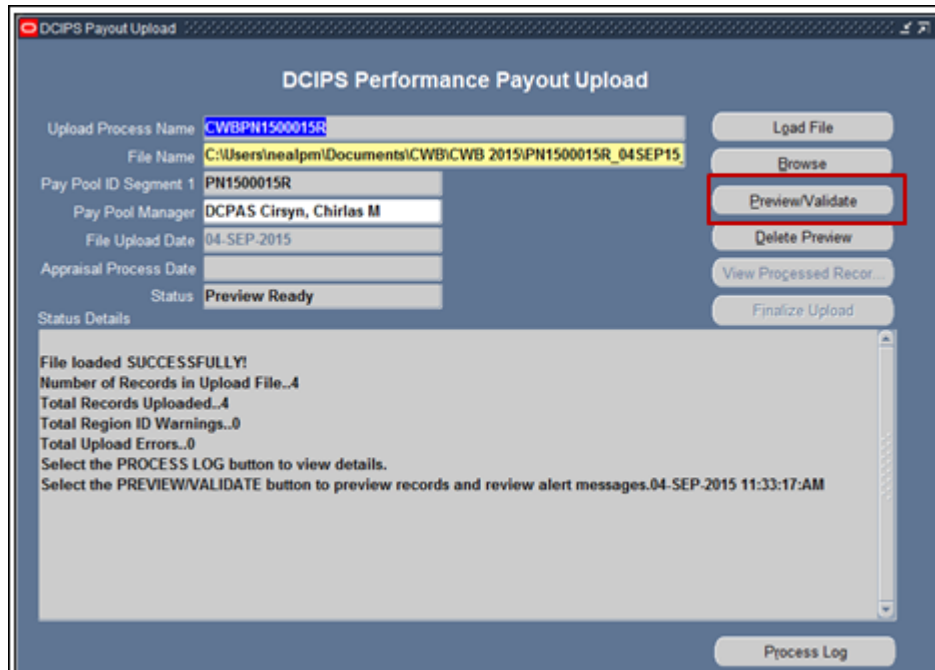 DCIPS Payout Upload
DCIPS Performance Payout Upload
Upload Process Name CWBPN1500015R
File Name C:\Users\nealpm\Documents\CWB\CWB 2015\PN1500015R_04SEP15_
Pay Pool ID Segment 1 PN1500015R
Pay Pool Manager DCPAS Cirsyn, Chirlas M
File Upload Date 04-SEP-2015
Appraisal Process Date
Status Preview Ready
Load File
Browse
Preview/Validate
Delete Preview
View Processed Recor...
Finalize Upload
Status Details
File loaded SUCCESSFULLY!
Number of Records in Upload File..4
Total Records Uploaded..4
Total Region ID Warnings..0
Total Upload Errors..0
Select the PROCESS LOG button to view details.
Select the PREVIEW/VALIDATE button to preview records and review alert messages.04-SEP-2015 11:33:17:AM
Process Log